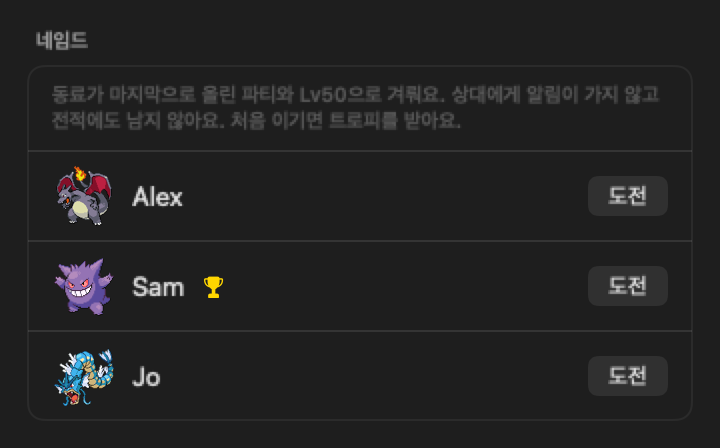 네임드
동료가 마지막으로 올린 파티와 Lv50으로 겨뤄요. 상대에게 알림이 가지 않고
전적에도 남지 않아요. 처음 이기면 트로피를 받아요.
Alex
도전
Sam
도전
Jo
도전